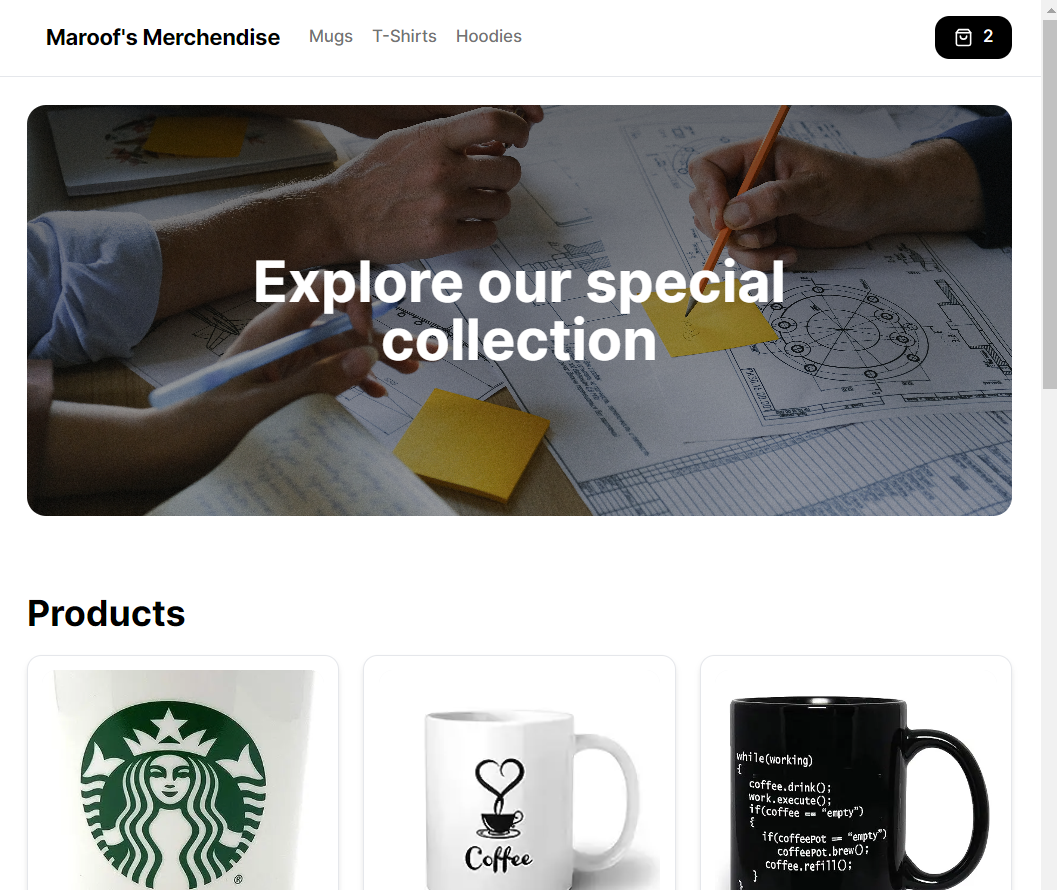 Maroof's Merchendise
Mugs
T-Shirts
Hoodies
2
Explore our special
collection
Products
®
Coffee
while(working)
{
coffee.drink();
work.execute();
if(coffee == "empty")
{
if(coffeepot == "empty")
coffeepot.brew();
coffee.refill();
}
}